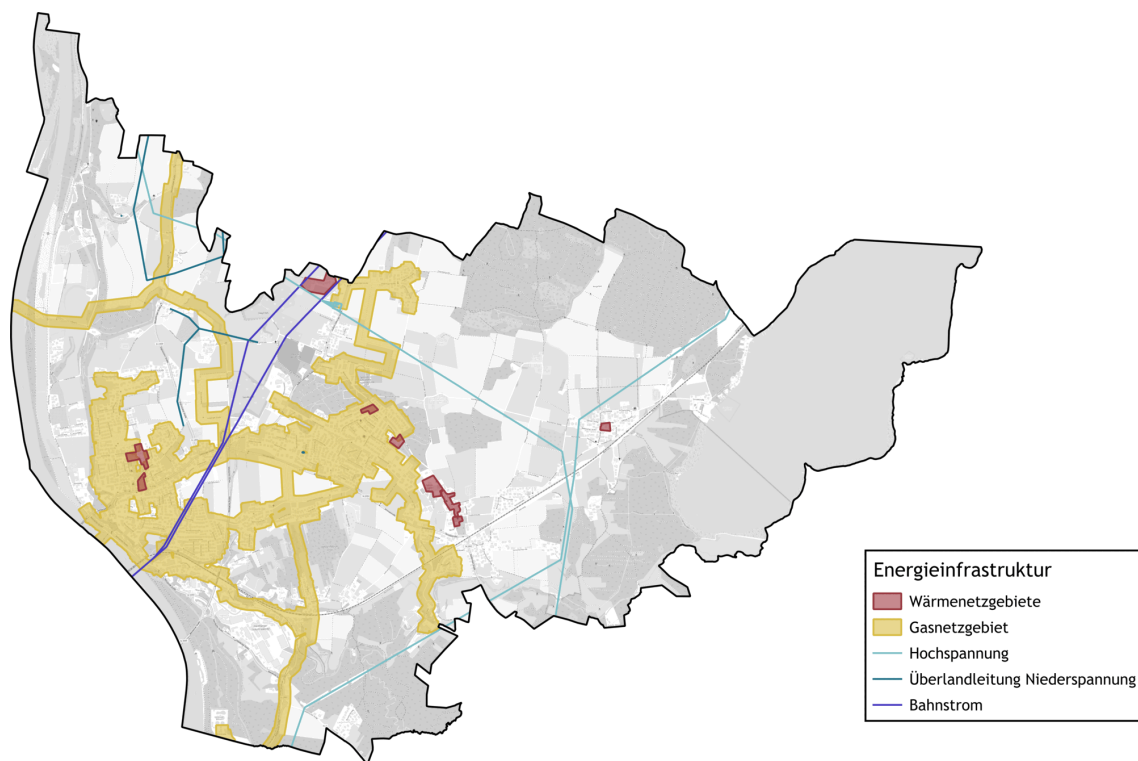 Energieinfrastruktur
Wärmenetzgebiete
Gasnetzgebiet
Hochspannung
Überlandleitung Niederspannung
Bahnstrom